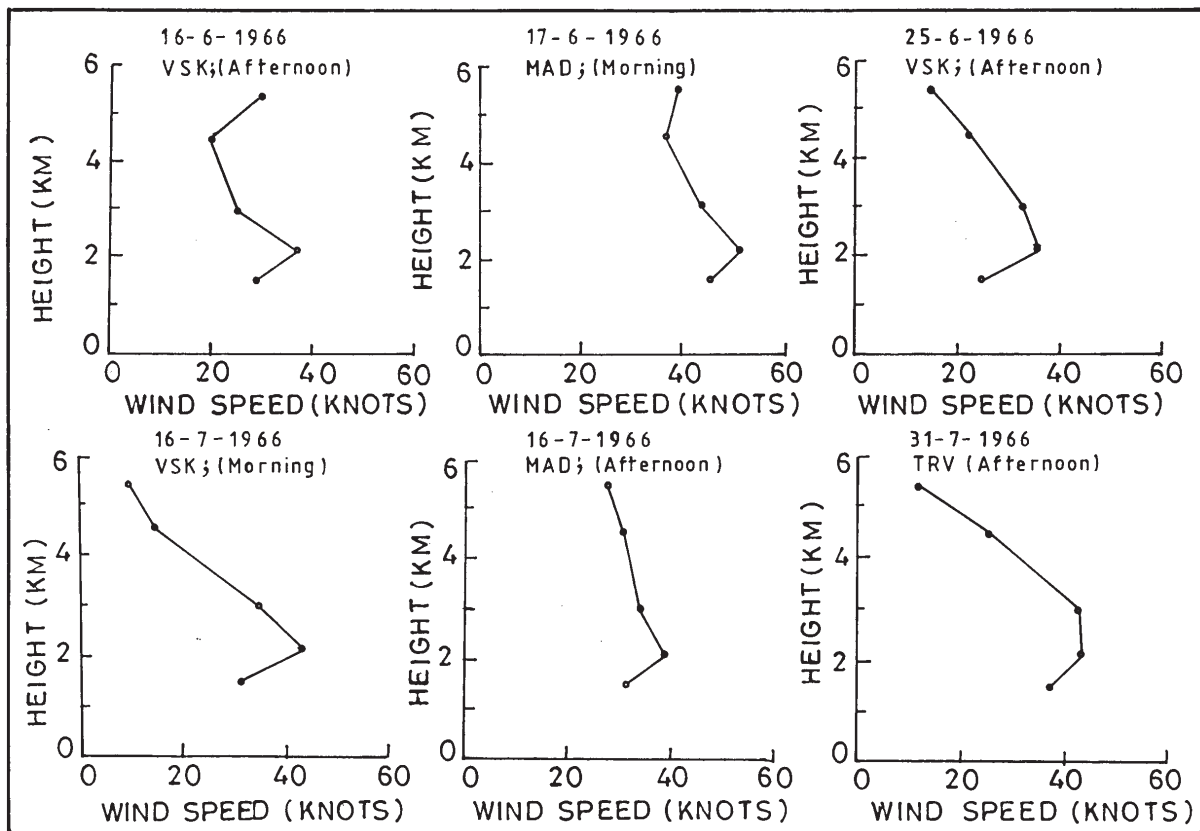 16-6-1966
VSK;(Afternoon)
6
4
2
0
HEIGHT(KM)
0 20 40 60
WIND SPEED(KNOTS)
17-6-1966
MAD;(Morning)
6
4
2
0
HEIGHT(KM)
0 20 40 60
WIND SPEED(KNOTS)
25-6-1966
VSK;(Afternoon)
6
4
2
0
HEIGHT(KM)
0 20 40 60
WIND SPEED(KNOTS)
16-7-1966
VSK;(Morning)
6
4
2
0
HEIGHT (KM)
0 20 40 60
WIND SPEED (KNOTS)
16-7-1966
MAD; (Afternoon)
6
4
2
0
HEIGHT(KM)
0 20 40 60
WIND SPEED (KNOTS)
31-7-1966
TRV (Afternoon)
6
4
2
0
HEIGHT(KM)
0 20 40 60
WIND SPEED (KNOTS)